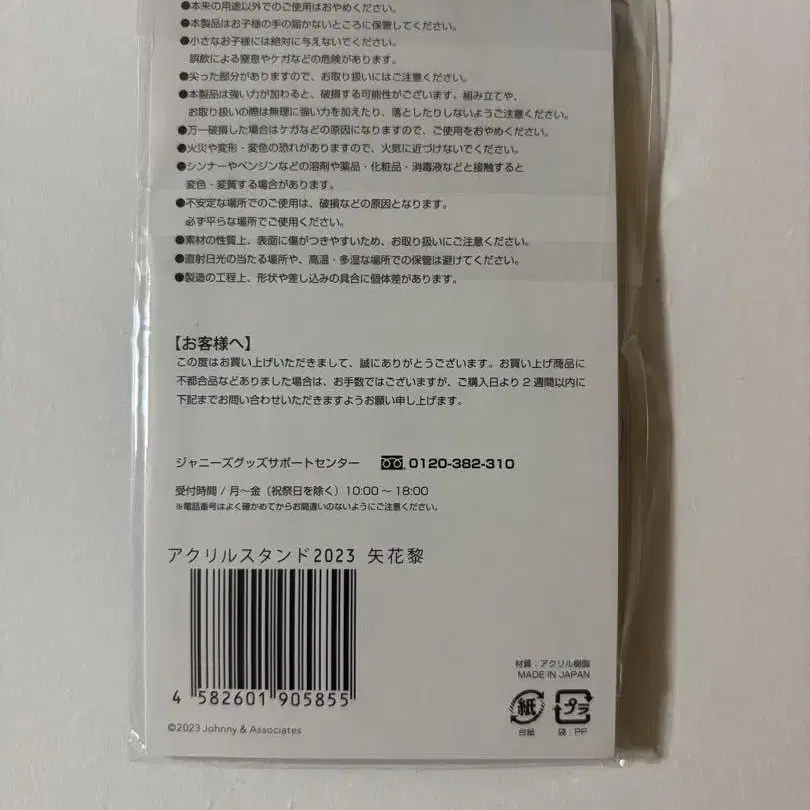 ●本来の用途以外でのご使用はおやめください。
●本製品はお子様の手の届かないところに保管してください。
●小さなお子様には絶対に与えないでください。
誤飲による窒息やケガなどの危険があります。
●尖った部分がありますので、お取り扱いにはご注意ください。
●本製品は強い力が加わると、破損する可能性がございます。組み立てや、
お取り扱いの際は無理に強い力を加えたり、落としたりしないようご注意ください。
●万一破損した場合はケガなどの原因になりますので、ご使用をおやめください。
●火災や変形・変色の恐れがありますので、火気に近づけないでください。
●シンナーやベンジンなどの溶剤や薬品・化粧品・消毒液などと接触すると
変色・変質する場合があります。
●不安定な場所でのご使用は、破損などの原因となります。
必ず平らな場所でご使用ください。
●素材の性質上、表面に傷がつきやすいため、お取り扱いにご注意ください。
●直射日光の当たる場所や、高温・多湿な場所での保管は避けてください。
●製造の工程上、形状や差し込みの具合に個体差があります。
【お客様へ】
この度はお買い上げいただきまして、誠にありがとうございます。お買い上げ商品に
不都合品などありました場合は、お手数ではございますが、ご購入日より2週間以内に
下記までお問い合わせいただきますようお願い申し上げます。
ジャニーズグッズサポートセンター 0120-382-310
受付時間/月〜金（祝祭日を除く）10:00〜18:00
※電話番号はよく確かめてからお間違いのないようにご注意ください。
アクリルスタンド2023 矢花黎
4 582601 905855
©2023 Johnny & Associates
材質：アクリル樹脂
MADE IN JAPAN
紙 プラ
台紙 袋：PP